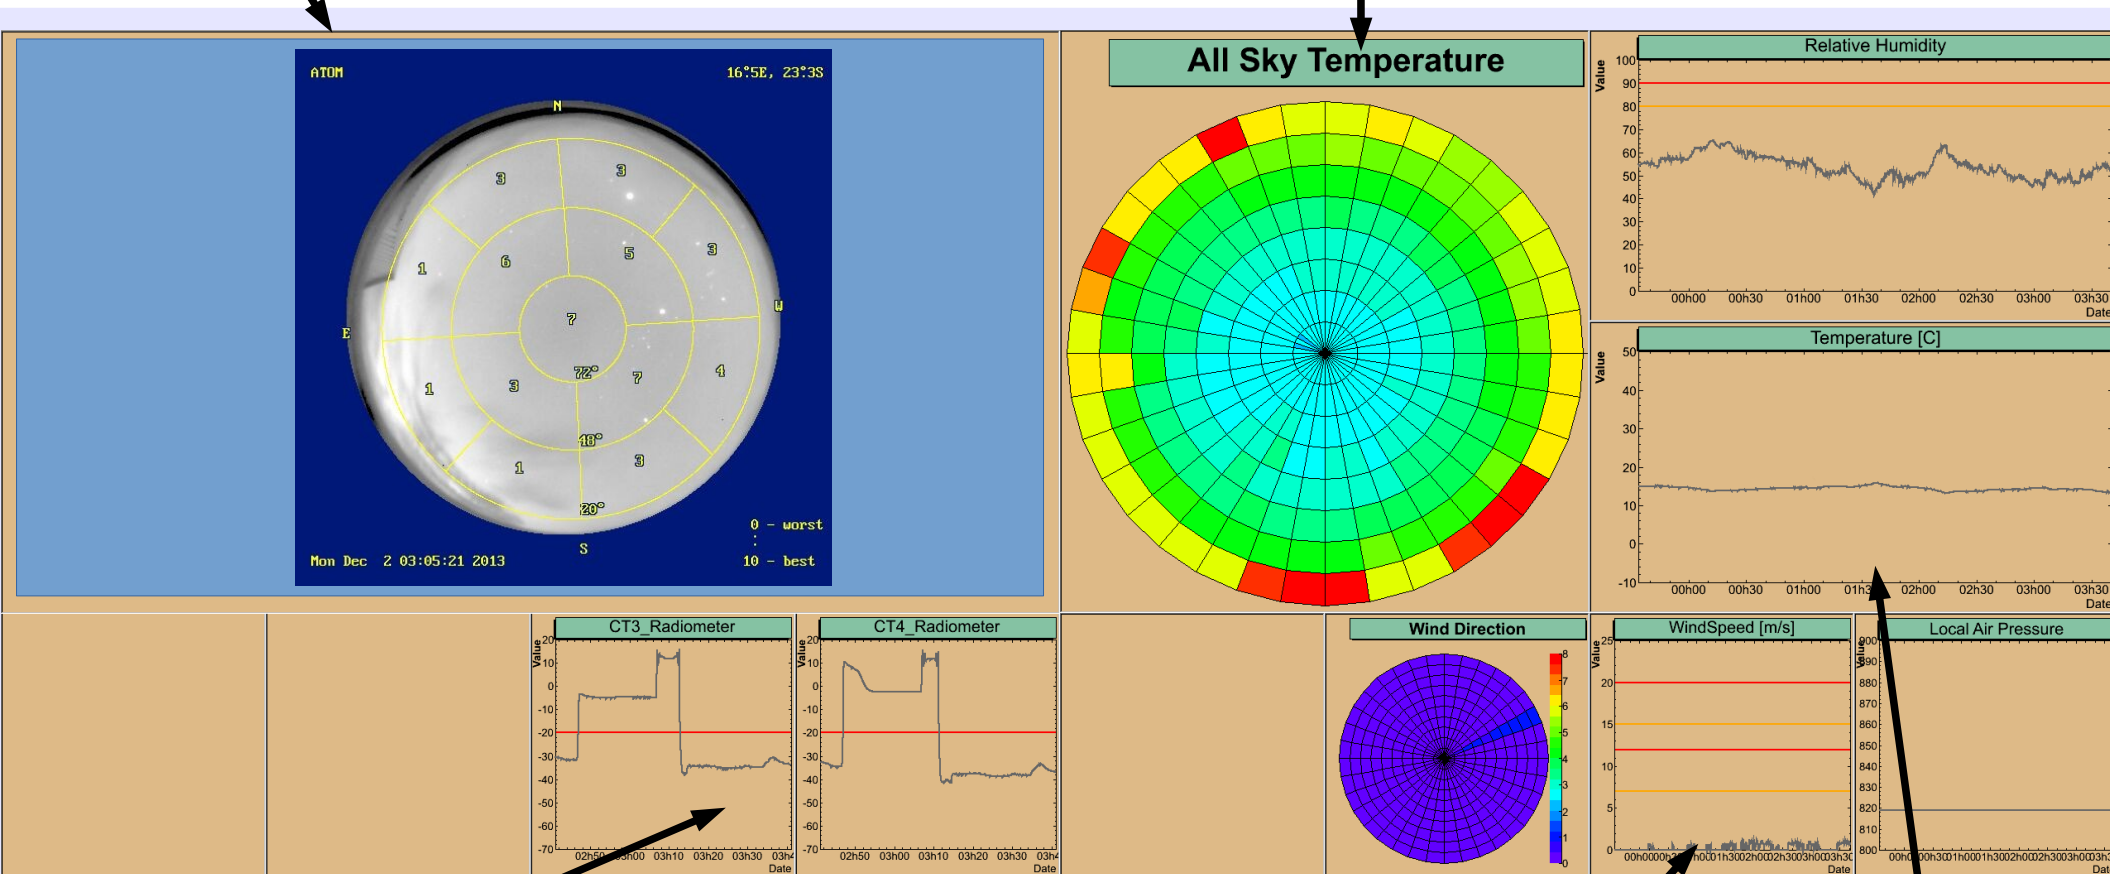 ATOM
16°5E, 23°3S
N
3
3
1
6
5
3
E
W
7
1
3
72°
7
4
48°
1
3
20°
S
0 - worst
:
10 - best
Mon Dec 2 03:05:21 2013
All Sky Temperature
Relative Humidity
Value
100
90
80
70
60
50
40
30
20
10
0
00h00 00h30 01h00 01h30 02h00 02h30 03h00 03h30
Date
Temperature [C]
Value
50
40
30
20
10
0
-10
00h00 00h30 01h00 01h3 02h00 02h30 03h00 03h30
Date
CT3_Radiometer
Value
20
10
0
-10
-20
-30
-40
-50
-60
-70
02h50 03h00 03h10 03h20 03h30 03h4
Date
CT4_Radiometer
Value
20
10
0
-10
-20
-30
-40
-50
-60
-70
02h50 03h00 03h10 03h20 03h30 03h4
Date
Wind Direction
8
7
6
5
4
3
2
1
0
WindSpeed [m/s]
Value
25
20
15
10
5
0
Date
Local Air Pressure
Value
900
890
880
870
860
850
840
830
820
810
800
Date